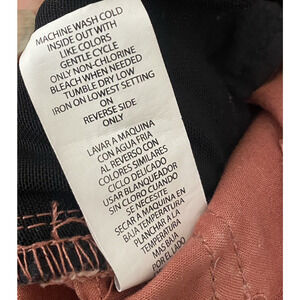 MACHINE WASH COLD
INSIDE OUT WITH
LIKE COLORS
GENTLE CYCLE
ONLY NON-CHLORINE
BLEACH WHEN NEEDED
TUMBLE DRY LOW
IRON ON LOWEST SETTING
ON
REVERSE SIDE
ONLY
LAVAR A MAQUINA
CON AGUA FRIA
AL REVERSO CON
COLORES SIMILARES
CICLO DELICADO
USAR BLANQUEADOR
SIN CLORO CUANDO
SE NECESITA
SECAR A MAQUINA EN
BAJA TEMPERATURA
PLANCHAR A LA
TEMPERATURA
MAS BAJA
POR EL LADO